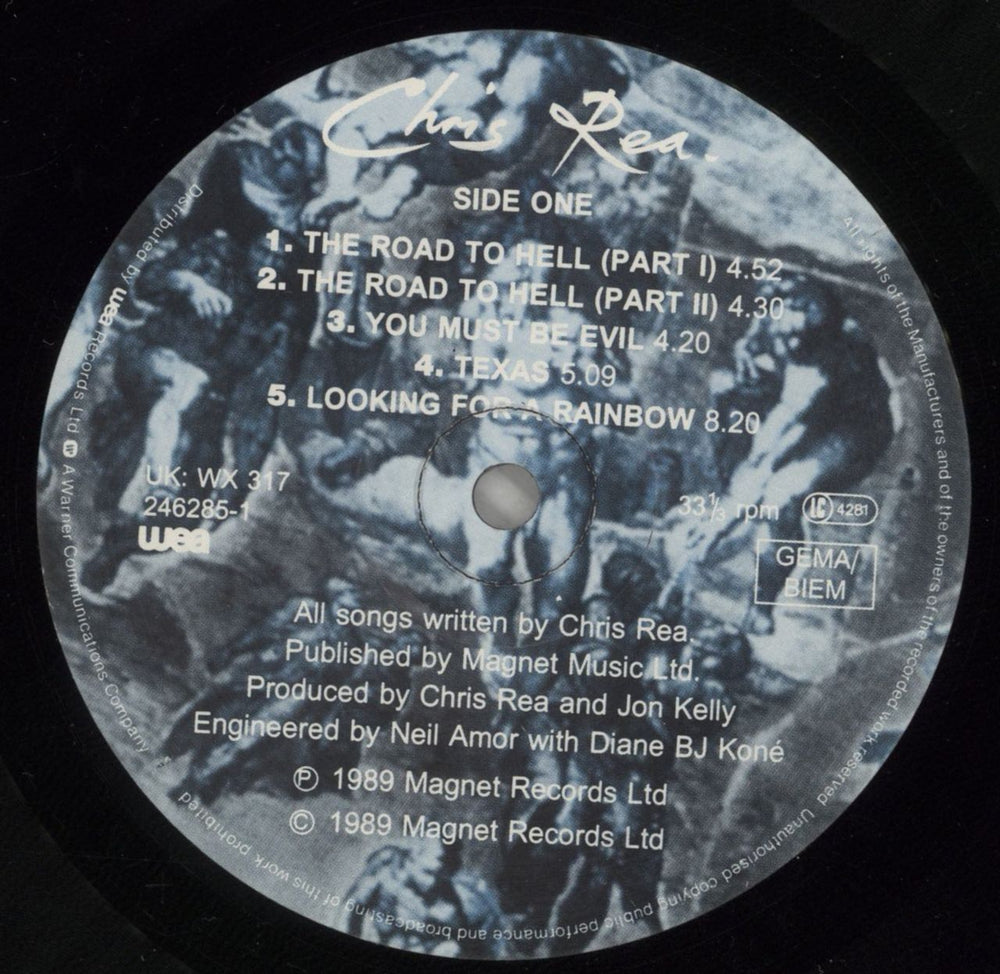 Chris Rea.
SIDE ONE
1. THE ROAD TO HELL (PART I) 4.52
2. THE ROAD TO HELL (PART II) 4.30
3. YOU MUST BE EVIL 4.20
4. TEXAS 5.09
5. LOOKING FOR A RAINBOW 8.20
UK: WX 317
246285-1
wea
33⅓ rpm
LC 4281
GEMA/
BIEM
All songs written by Chris Rea.
Published by Magnet Music Ltd.
Produced by Chris Rea and Jon Kelly
Engineered by Neil Amor with Diane BJ Koné
℗ 1989 Magnet Records Ltd
© 1989 Magnet Records Ltd
Distributed by wea Records Ltd. W A Warner Communications Company
All rights of the Manufacturers and of the owners of the recorded work reserved Unauthorised copying public performance and broadcasting of this work prohibited